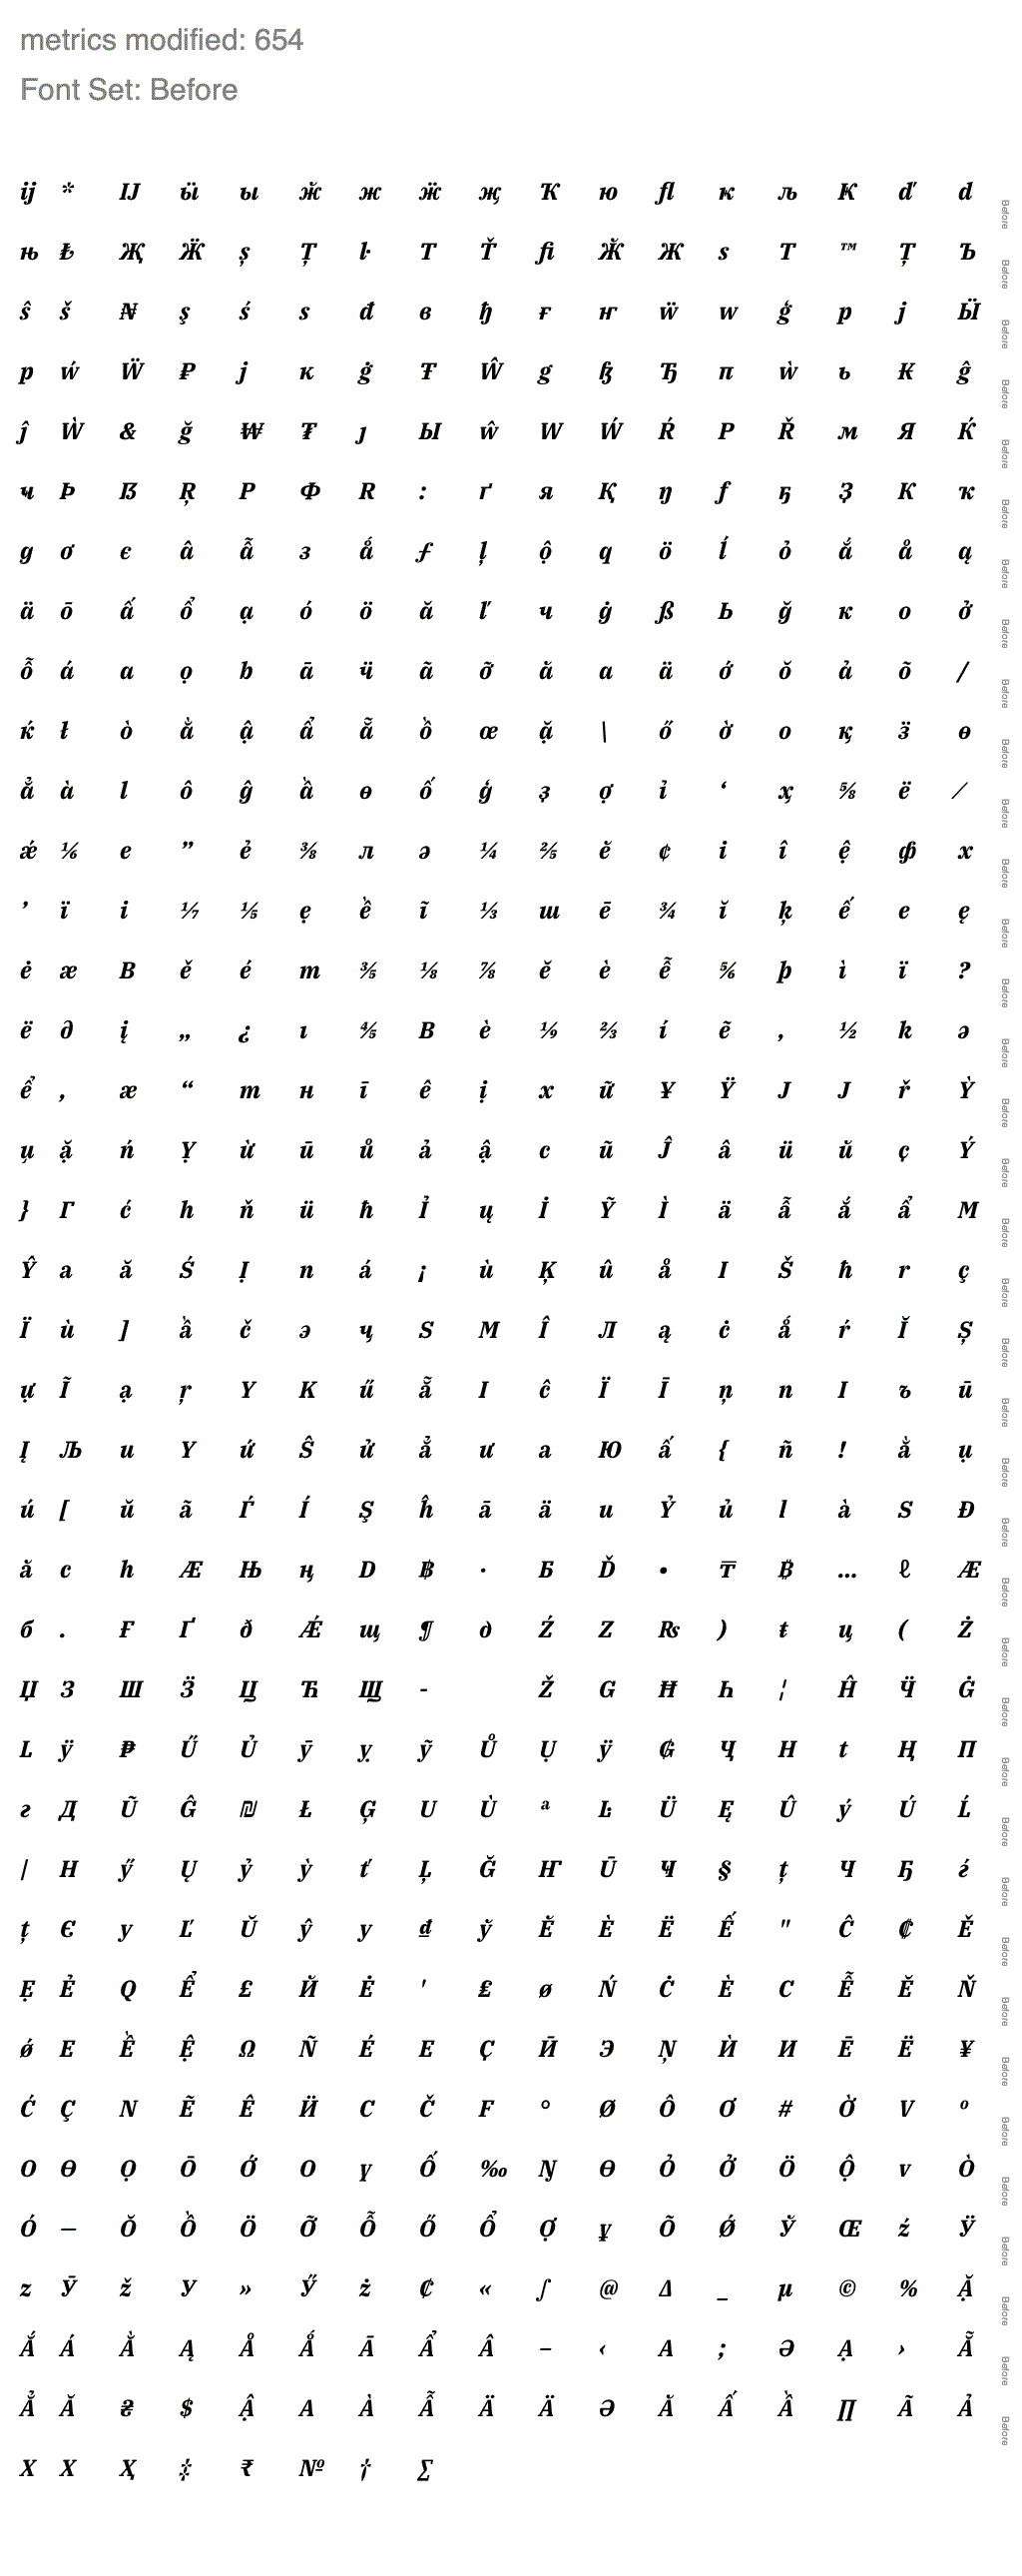 metrics modified: 654
Font Set: Before
ĳ * Ĳ ӹ ы ӂ ж ӝ җ Ҡ ю ﬂ ĸ љ Ҝ ď d Before
њ Ᵽ Җ Ӝ ș Ț ŀ Т Ť ﬁ Ӂ Ж ѕ T ™ Ţ Ъ Before
ŝ š ₦ ş ś s đ в ђ ғ ҥ ẅ w ģ p j Ӹ Before
р ẃ Ẅ ₽ ј к ġ Ŧ Ŵ g ꞗ Ђ п ẁ ь Ҟ ĝ Before
ĵ Ẁ & ğ ₩ Ŧ ȷ Ы ŵ W Ẃ Ŕ P Ř м Я Ḱ Before
ҹ Þ ẞ Ŗ Р Ф R : ґ я Қ ŋ f ҕ Ҙ К ҡ Before
g ơ є â ẫ з ắ ƒ ļ ộ q ö ĺ ỏ ắ å ą Before
ä ō ấ ổ ạ ó ӧ ă ľ ч ġ ß Ь ğ к о ở Before
ỗ á a ọ b ā ӵ ã ỡ ӑ а ӓ ớ ŏ ả õ / Before
ќ ł ò ằ ậ ẩ ẵ ồ œ ặ \ ő ờ o қ ӟ ө Before
ẳ à l ô ĝ ầ ө ố ģ ҙ ợ ỉ ‘ ҳ ⅝ ë ⁄ Before
ǽ ⅙ е ” ẻ ⅜ л ə ¼ ⅖ ӗ ¢ i î ệ ф х Before
’ ї і ⅐ ⅕ ẹ ề ĩ ⅓ ш ē ¾ ĭ ķ ế e ę Before
ė æ В ě é т ⅗ ⅛ ⅞ ĕ ѐ ễ ⅚ þ ì ï ? Before
ё ∂ į „ ¿ ı ⅘ B è ⅑ ⅔ í ẽ , ½ k ә Before
ể ‚ ӕ “ m н ī ê ị x ữ ¥ Ÿ J Ј ř Ỳ Before
ụ ặ ń Ỵ ừ ū ů ả ậ c ũ Ĵ â ü ŭ ç Ý Before
} Г ć h ň ü ħ Ỉ ų İ Ỹ Ì ä ẫ ắ ẩ M Before
Ŷ a ă Ś Ị n á ¡ ù Ķ û å I Š ħ r ç Before
Ï ù ] ầ č ә ҷ Ѕ М Î Л ą ċ ắ ŕ Ĭ Ș Before
ự Ĩ ạ ŗ Y K ű ẵ І ĉ Ї Ī ņ п Ӏ ъ ū Before
Į Љ u Ү ứ Ŝ ử ẳ ư а Ю ấ { ñ ! ằ ụ Before
ú [ й ã Ѓ Í Ş ĥ ā ӓ и Ỷ ủ l à S Đ Before
ӑ с һ Æ Њ ң D ฿ · Б Ď • ₸ ₿ … ℓ Ӕ Before
б . Ғ Ґ ð Ǽ щ ¶ д Ź Z ₨ ) ŧ ц ( Ż Before
Џ З Ш Ӟ Ц Ћ Щ - Ž G Ħ Һ ¦ Ĥ Ӵ Ġ Before
L ÿ ₱ Ű Ủ ȳ ỵ ỹ Ů Ụ ÿ ₲ Ҷ Н t Ң П Before
г Д Ũ Ĝ ₪ Ł Ģ U Ù ª Ŀ Ü Ę Û ý Ú Ĺ Before
| H ӳ Ų ỷ ỳ ť Ļ Ğ Ҥ Ū Ҹ § ț Ч Ҕ ѓ Before
ţ Є у Ľ Ŭ ŷ y ₫ ў Ӗ Ѐ Ё Ế " Ĉ ₡ Ě Before
Ẹ Ẻ Q Ể £ Й Ė ' ₤ ø Ń Ċ È С Ễ Ĕ Ň Before
ǿ E Ề Ệ Ω Ñ É Е Ç Ӣ Э Ņ Ѝ И Ē Ë ¥ Before
Ć Ç N Ẽ Ê Ӥ C Č F ° Ø Ô Ơ # Ờ V º Before
О Ө Ọ Ō Ớ O ү Ố ‰ Ŋ Ө Ỏ Ở Ö Ộ v Ò Before
Ó — Ŏ Ồ Ӧ Ỡ Ỗ Ő Ổ Ợ ұ Õ Ǿ Ў Œ ź Ӱ Before
z Ӯ ž У » Ӳ ż ₵ « ∫ @ ∆ _ µ © % Ặ Before
Ắ Á Ằ Ą Å Ắ Ā Ẩ Â – ‹ A ; Ə Ạ › Ẵ Before
Ẳ Ă ₴ $ Ậ А À Ẫ Ä Ӓ Ә Ӑ Ấ Ầ ∏ Ã Ả Before
X Х Ҳ ‡ ₹ № † ∑